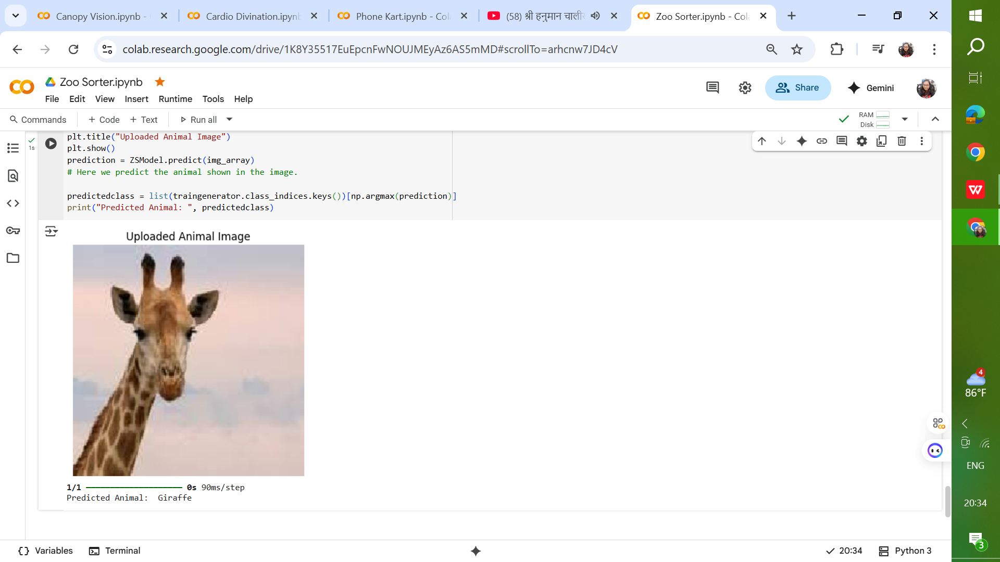 Canopy Vision.ipynb -
Cardio Divination.ipynb
Phone Kart.ipynb - Col
(58) श्री हनुमान चाली
Zoo Sorter.ipynb - Col
colab.research.google.com/drive/1K8Y35517EuEpcnFwNOUJMEyAz6AS5mMD#scrollTo=arhcnw7JD4cV
Zoo Sorter.ipynb
File Edit View Insert Runtime Tools Help
Share
Gemini
Commands + Code + Text Run all
RAM
Disk
1s
plt.title("Uploaded Animal Image")
plt.show()
prediction = ZSModel.predict(img_array)
# Here we predict the animal shown in the image.
predictedclass = list(traingenerator.class_indices.keys())[np.argmax(prediction)]
print("Predicted Animal: ", predictedclass)
Uploaded Animal Image
1/1 ━━━━━━━━━━━━━━━━━━━━ 0s 90ms/step
Predicted Animal:  Giraffe
Variables Terminal
20:34 Python 3
4
86°F
ENG
20:34
3